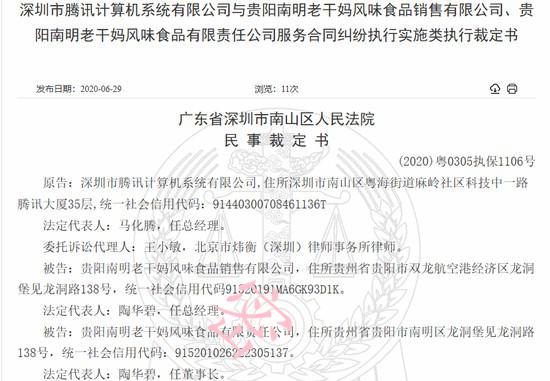 深圳市腾讯计算机系统有限公司与贵阳南明老干妈风味食品销售有限公司、贵
阳南明老干妈风味食品有限责任公司服务合同纠纷执行实施类执行裁定书
发布日期：2020-06-29
浏览：11次
广东省深圳市南山区人民法院
民事裁定书
(2020)粤0305执保1106号
原告：深圳市腾讯计算机系统有限公司,住所深圳市南山区粤海街道麻岭社区科技中一路
腾讯大厦35层,统一社会信用代码：91440300708461136T
法定代表人：马化腾，任总经理。
委托诉讼代理人：王小敏，北京市炜衡（深圳）律师事务所律师。
被告：贵阳南明老干妈风味食品销售有限公司，住所贵州省贵阳市双龙航空港经济区龙洞
堡见龙洞路138号，统一社会信用代码91520191MA6GK93D1K。
法定代表人：陶华碧，任总经理。
被告：贵阳南明老干妈风味食品有限责任公司，住所贵州省贵阳市南明区龙洞堡见龙洞路
138号，统一社会信用代码：915201026222305137。
法定代表人：陶华碧，任董事长。